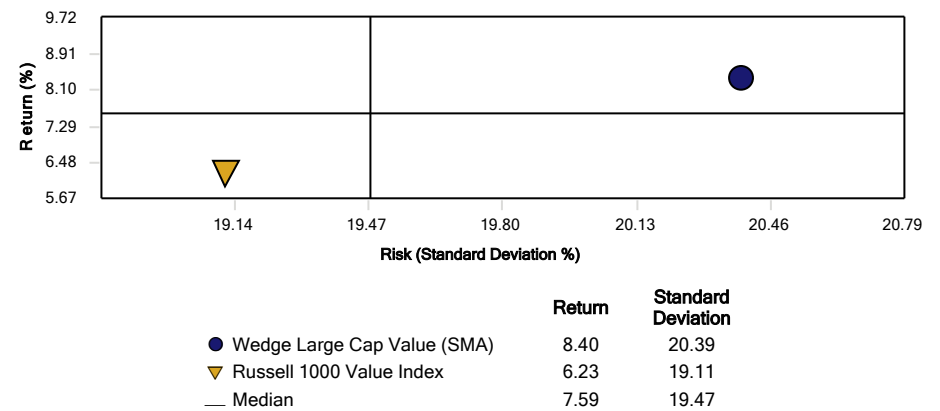 9.72
8.91
8.10
7.29
6.48
5.67
Return (%)
19.14 19.47 19.80 20.13 20.46 20.79
Risk (Standard Deviation %)
Return Standard Deviation
Wedge Large Cap Value (SMA) 8.40 20.39
Russell 1000 Value Index 6.23 19.11
Median 7.59 19.47